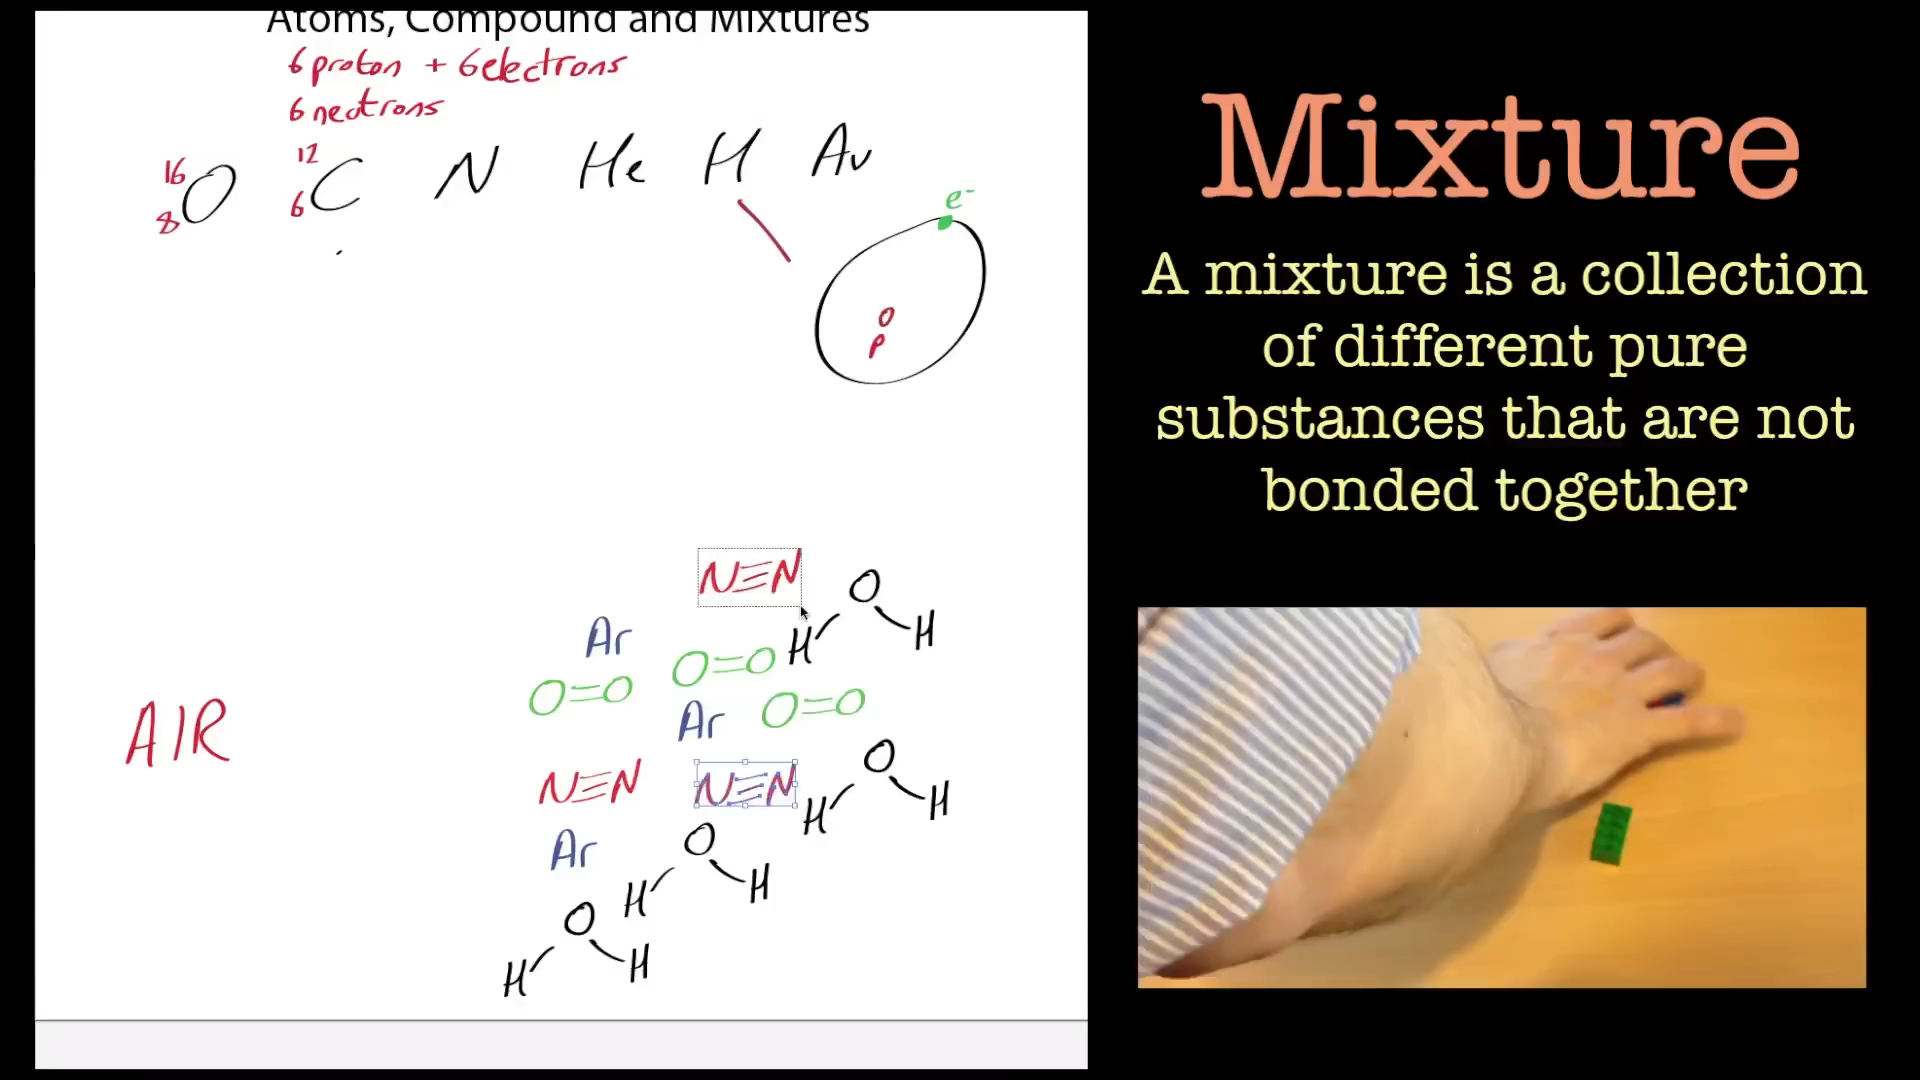 Atoms, Compound and Mixtures
6 proton + 6 electrons
6 neutrons
16
8 O
12
6 C
N
He
H
Au
e-
O
P
N≡N
O
H H
Ar
O=O
O=O
Ar
O=O
AIR
N≡N
N≡N
O
H H
Ar
O
H H
O
H H
Mixture
A mixture is a collection
of different pure
substances that are not
bonded together